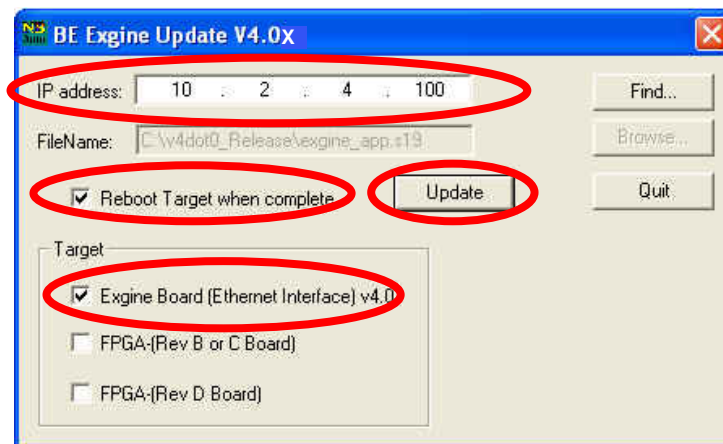 BE Exgine Update V4.0x
IP address: 10 . 2 . 4 . 100
Find...
FileName: C:\v4dot0_Release\exgine_app.s19
Browse...
Reboot Target when complete
Update
Quit
Target
Exgine Board (Ethernet Interface) v4.0
FPGA-(Rev B or C Board)
FPGA-(Rev D Board)